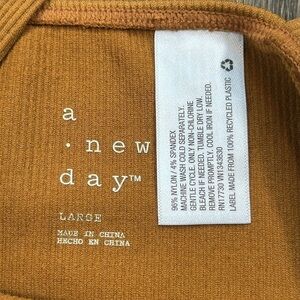 a
· new
day™
LARGE
MADE IN CHINA
HECHO EN CHINA
96% NYLON / 4% SPANDEX
MACHINE WASH COLD SEPARATELY.
GENTLE CYCLE. ONLY NON-CHLORINE
BLEACH IF NEEDED. TUMBLE DRY LOW.
REMOVE PROMPTLY. COOL IRON IF NEEDED.
RN17730 VN1343630
LABEL MADE FROM 100% RECYCLED PLASTIC